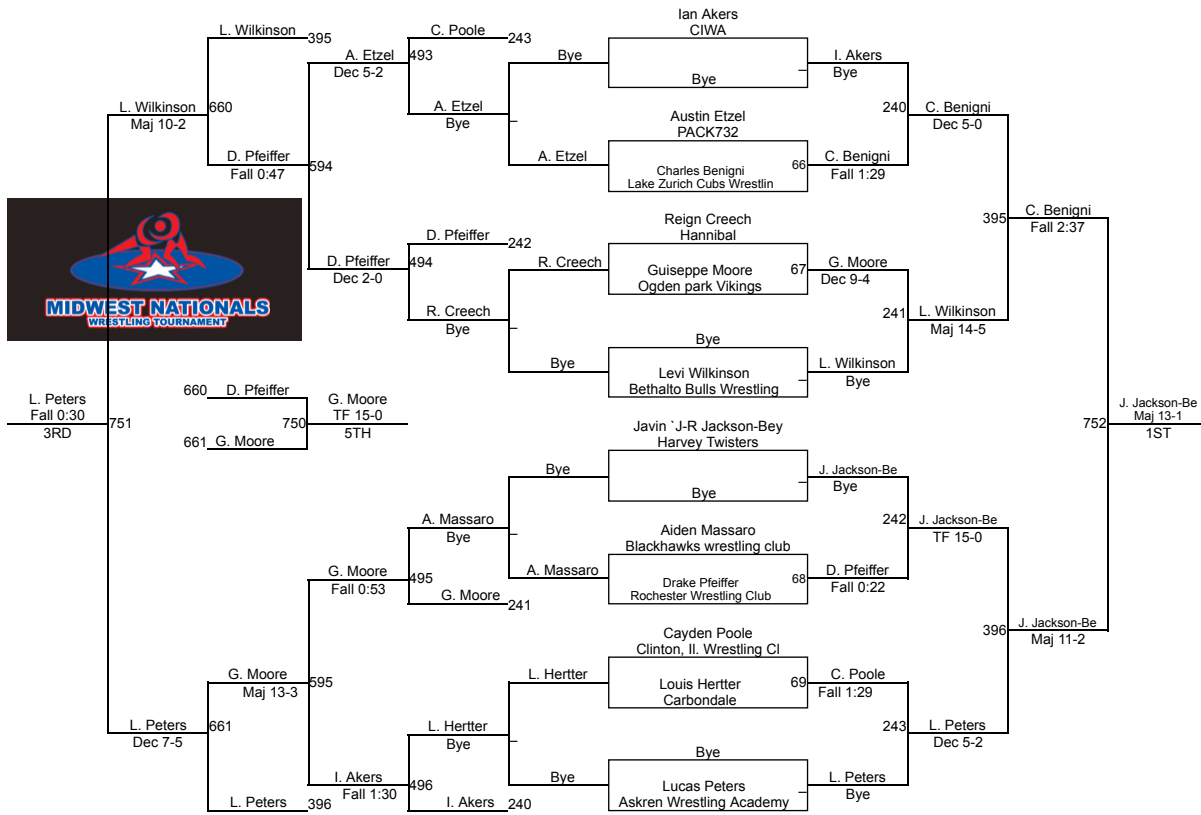 Ian Akers
CIWA
L. Wilkinson
395
C. Poole
243
A. Etzel
493
Dec 5-2
Bye
Bye
I. Akers
Bye
L. Wilkinson
660
Maj 10-2
A. Etzel
Bye
240
C. Benigni
Dec 5-0
Austin Etzel
PACK732
D. Pfeiffer
594
Fall 0:47
A. Etzel
Charles Benigni
Lake Zurich Cubs Wrestlin
66
C. Benigni
Fall 1:29
MIDWEST NATIONALS
WRESTLING TOURNAMENT
Reign Creech
Hannibal
395
C. Benigni
Fall 2:37
D. Pfeiffer
242
D. Pfeiffer
494
Dec 2-0
R. Creech
Guiseppe Moore
Ogden park Vikings
67
G. Moore
Dec 9-4
R. Creech
Bye
241
L. Wilkinson
Maj 14-5
Bye
Bye
Levi Wilkinson
Bethalto Bulls Wrestling
L. Wilkinson
Bye
L. Peters
Fall 0:30
3RD
751
660
D. Pfeiffer
661
G. Moore
750
G. Moore
TF 15-0
5TH
752
J. Jackson-Be
Maj 13-1
1ST
Javin `J-R Jackson-Bey
Harvey Twisters
Bye
Bye
J. Jackson-Be
Bye
A. Massaro
Bye
242
J. Jackson-Be
TF 15-0
Aiden Massaro
Blackhawks wrestling club
G. Moore
495
Fall 0:53
A. Massaro
Drake Pfeiffer
Rochester Wrestling Club
68
D. Pfeiffer
Fall 0:22
G. Moore
241
Cayden Poole
Clinton, Il. Wrestling Cl
396
J. Jackson-Be
Maj 11-2
G. Moore
595
Maj 13-3
L. Hertter
Louis Hertter
Carbondale
69
C. Poole
Fall 1:29
L. Peters
661
Dec 7-5
L. Hertter
Bye
243
L. Peters
Dec 5-2
Bye
I. Akers
496
Fall 1:30
Bye
Lucas Peters
Askren Wrestling Academy
L. Peters
Bye
L. Peters
396
I. Akers
240